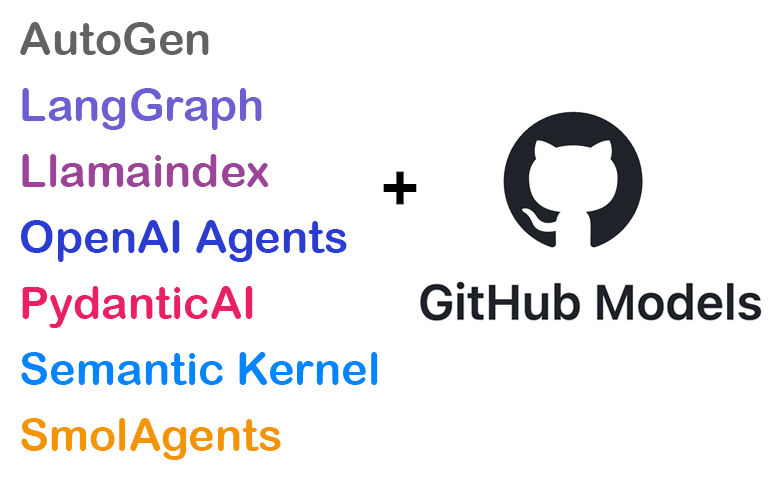 AutoGen
LangGraph
Llamaindex
OpenAI Agents
PydanticAI
Semantic Kernel
SmolAgents
+
GitHub Models